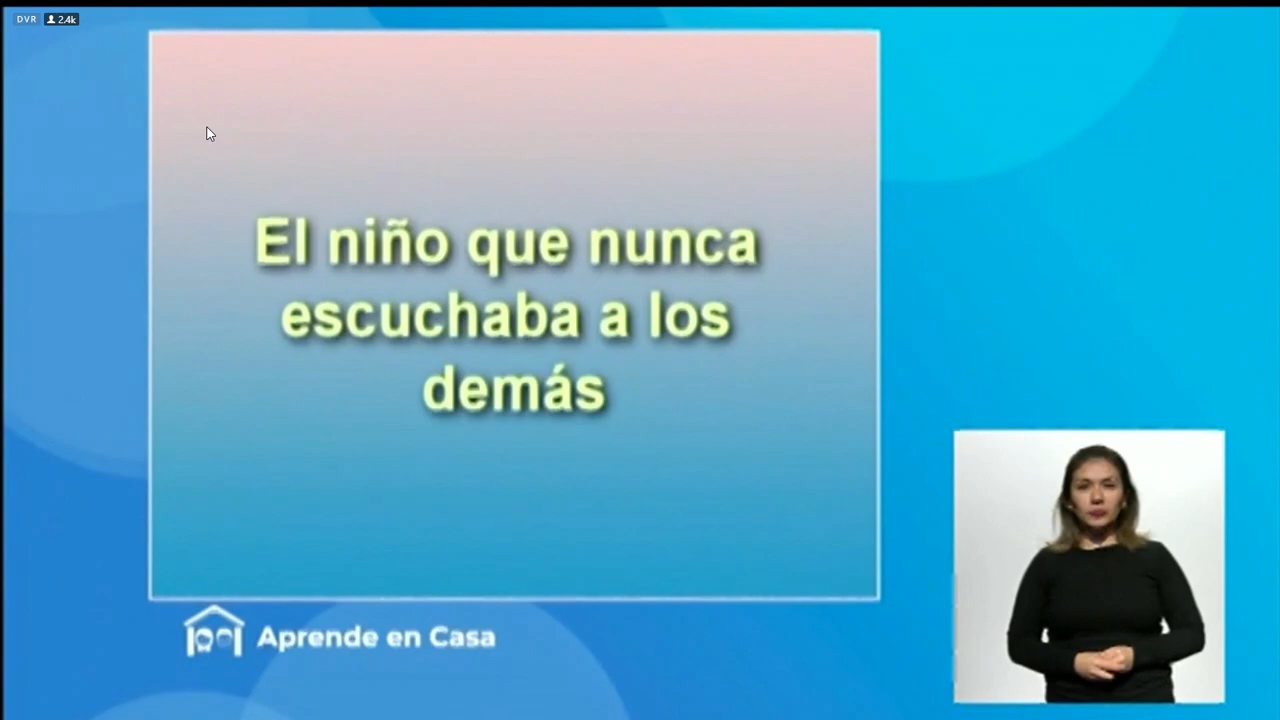 DVR 2.4k
El niño que nunca
escuchaba a los
demás
Aprende en Casa